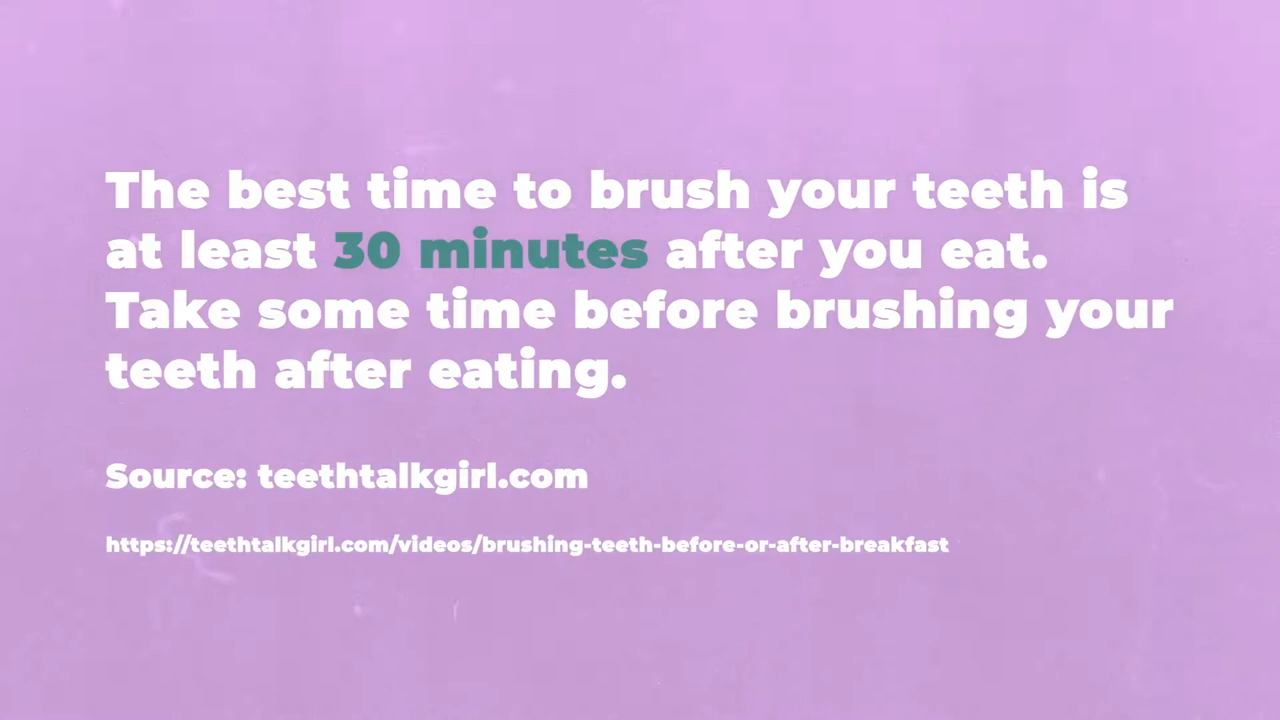 The best time to brush your teeth is
at least 30 minutes after you eat.
Take some time before brushing your
teeth after eating.
Source: teethtalkgirl.com
https://teethtalkgirl.com/videos/brushing-teeth-before-or-after-breakfast